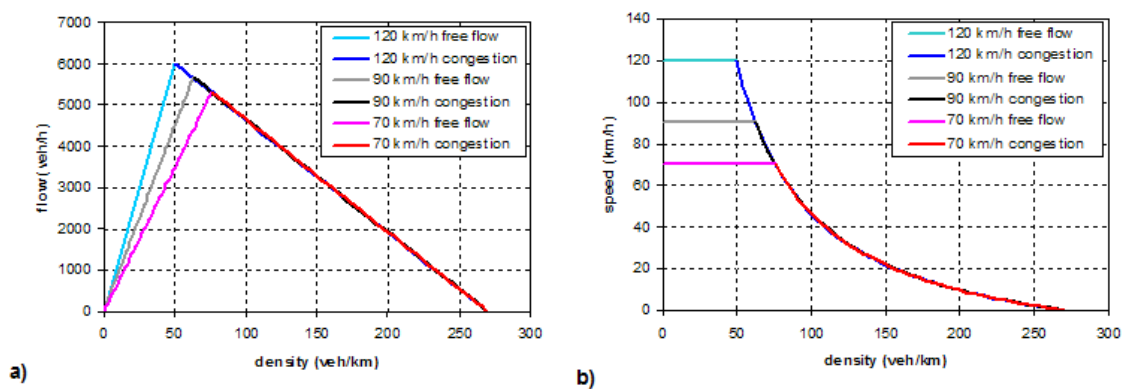 7000
6000
5000
4000
3000
2000
1000
0
flow (veh/h)
0 50 100 150 200 250 300
density (veh/km)
120 km/h free flow
120 km/h congestion
90 km/h free flow
90 km/h congestion
70 km/h free flow
70 km/h congestion
a)
140
120
100
80
60
40
20
0
speed (km/h)
0 50 100 150 200 250 300
density (veh/km)
120 km/h free flow
120 km/h congestion
90 km/h free flow
90 km/h congestion
70 km/h free flow
70 km/h congestion
b)